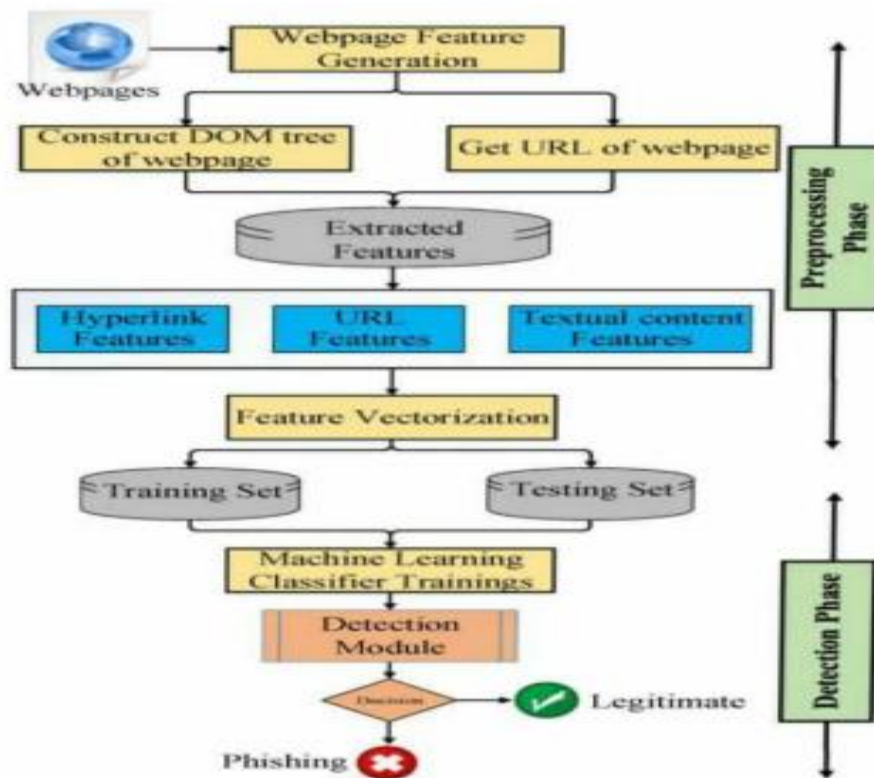 Webpage Feature
Generation
Webpages
Construct DOM tree
of webpage
Get URL of webpage
Extracted
Features
Hyperlink
Features
URL
Features
Textual content
Features
Feature Vectorization
Training Set
Testing Set
Machine Learning
Classifier Trainings
Detection
Module
Decision
Legitimate
Phishing
Preprocessing
Phase
Detection Phase